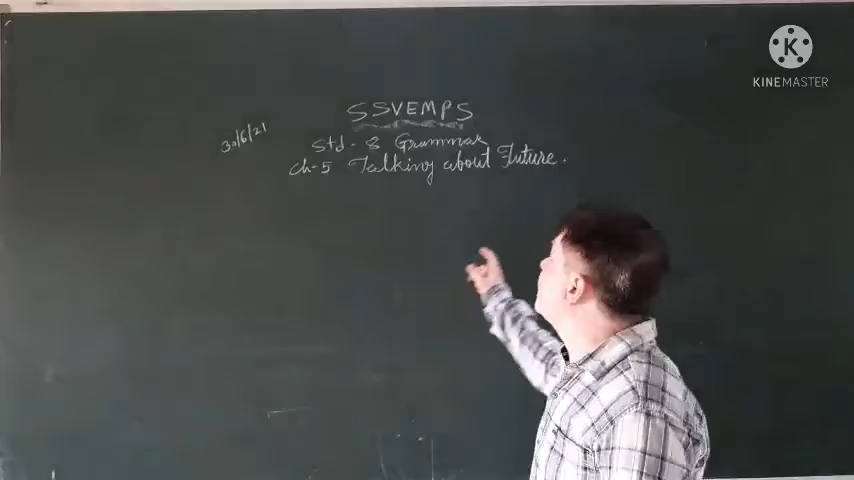 KINEMASTER
SSVEMPS
30/6/21
Std - 8 Grammar
Ch-5 Talking about Future.